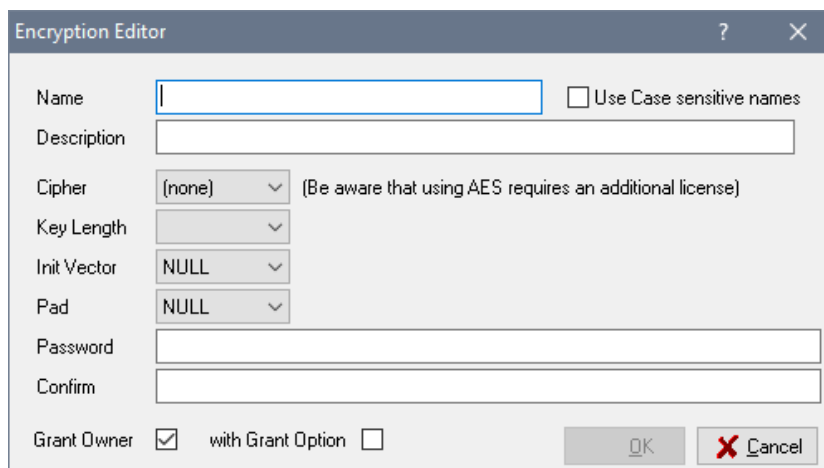 Encryption Editor ?
Name Use Case sensitive names
Description
Cipher (none) (Be aware that using AES requires an additional license)
Key Length
Init Vector NULL
Pad NULL
Password
Confirm
Grant Owner with Grant Option OK Cancel